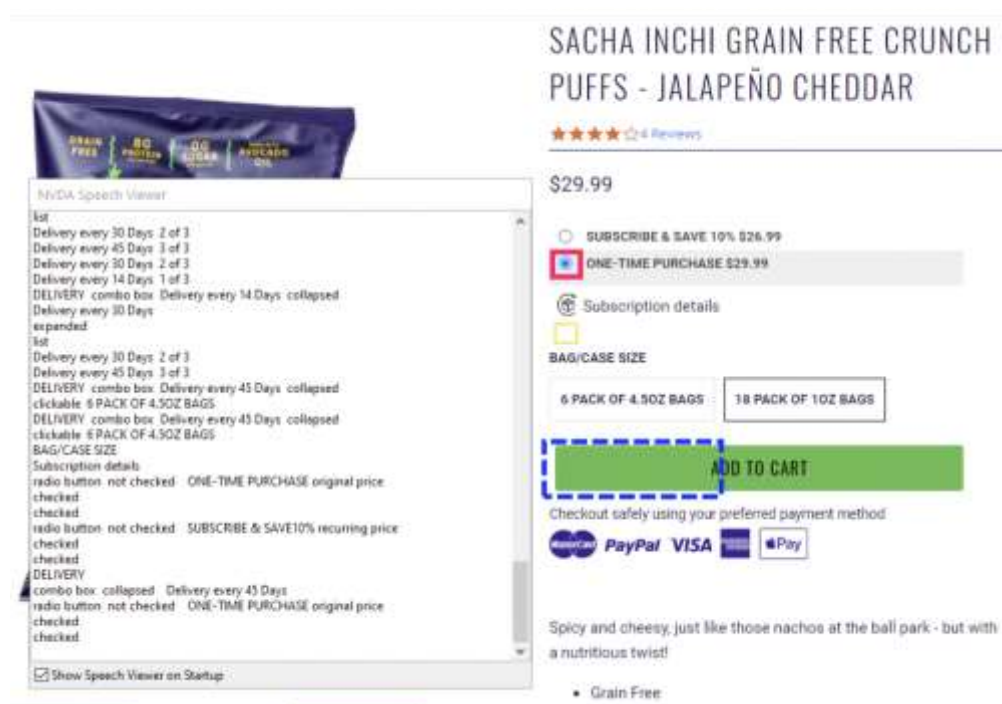 SACHA INCHI GRAIN FREE CRUNCH
PUFFS - JALAPEÑO CHEDDAR
4 Reviews
$29.99
SUBSCRIBE & SAVE 10% $26.99
ONE-TIME PURCHASE $29.99
Subscription details
BAG/CASE SIZE
6 PACK OF 4.5OZ BAGS
18 PACK OF 1OZ BAGS
ADD TO CART
Checkout safely using your preferred payment method
mastercard PayPal VISA Pay
Spicy and cheesy, just like those nachos at the ball park - but with
a nutritious twist!
• Grain Free
GRAIN
FREE
8G
PROTEIN
0G
SUGAR
AVOCADO
OIL
NVDA Speech Viewer
list
Delivery every 30 Days 2 of 3
Delivery every 45 Days 3 of 3
Delivery every 30 Days 2 of 3
Delivery every 14 Days 1 of 3
DELIVERY combo box Delivery every 14 Days collapsed
Delivery every 30 Days
expanded
list
Delivery every 30 Days 2 of 3
Delivery every 45 Days 3 of 3
DELIVERY combo box Delivery every 45 Days collapsed
clickable 6 PACK OF 4.5OZ BAGS
DELIVERY combo box Delivery every 45 Days collapsed
clickable 6 PACK OF 4.5OZ BAGS
BAG/CASE SIZE
Subscription details
radio button not checked ONE-TIME PURCHASE original price
checked
checked
radio button not checked SUBSCRIBE & SAVE10% recurring price
checked
checked
DELIVERY
combo box collapsed Delivery every 45 Days
radio button not checked ONE-TIME PURCHASE original price
checked
checked
Show Speech Viewer on Startup